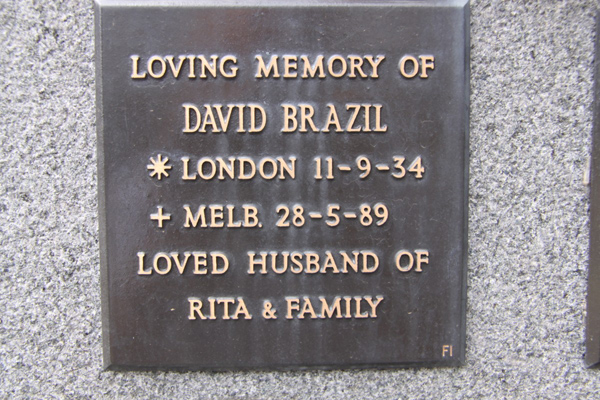 LOVING MEMORY OF
DAVID BRAZIL
* LONDON 11-9-34
+ MELB. 28-5-89
LOVED HUSBAND OF
RITA & FAMILY
F1